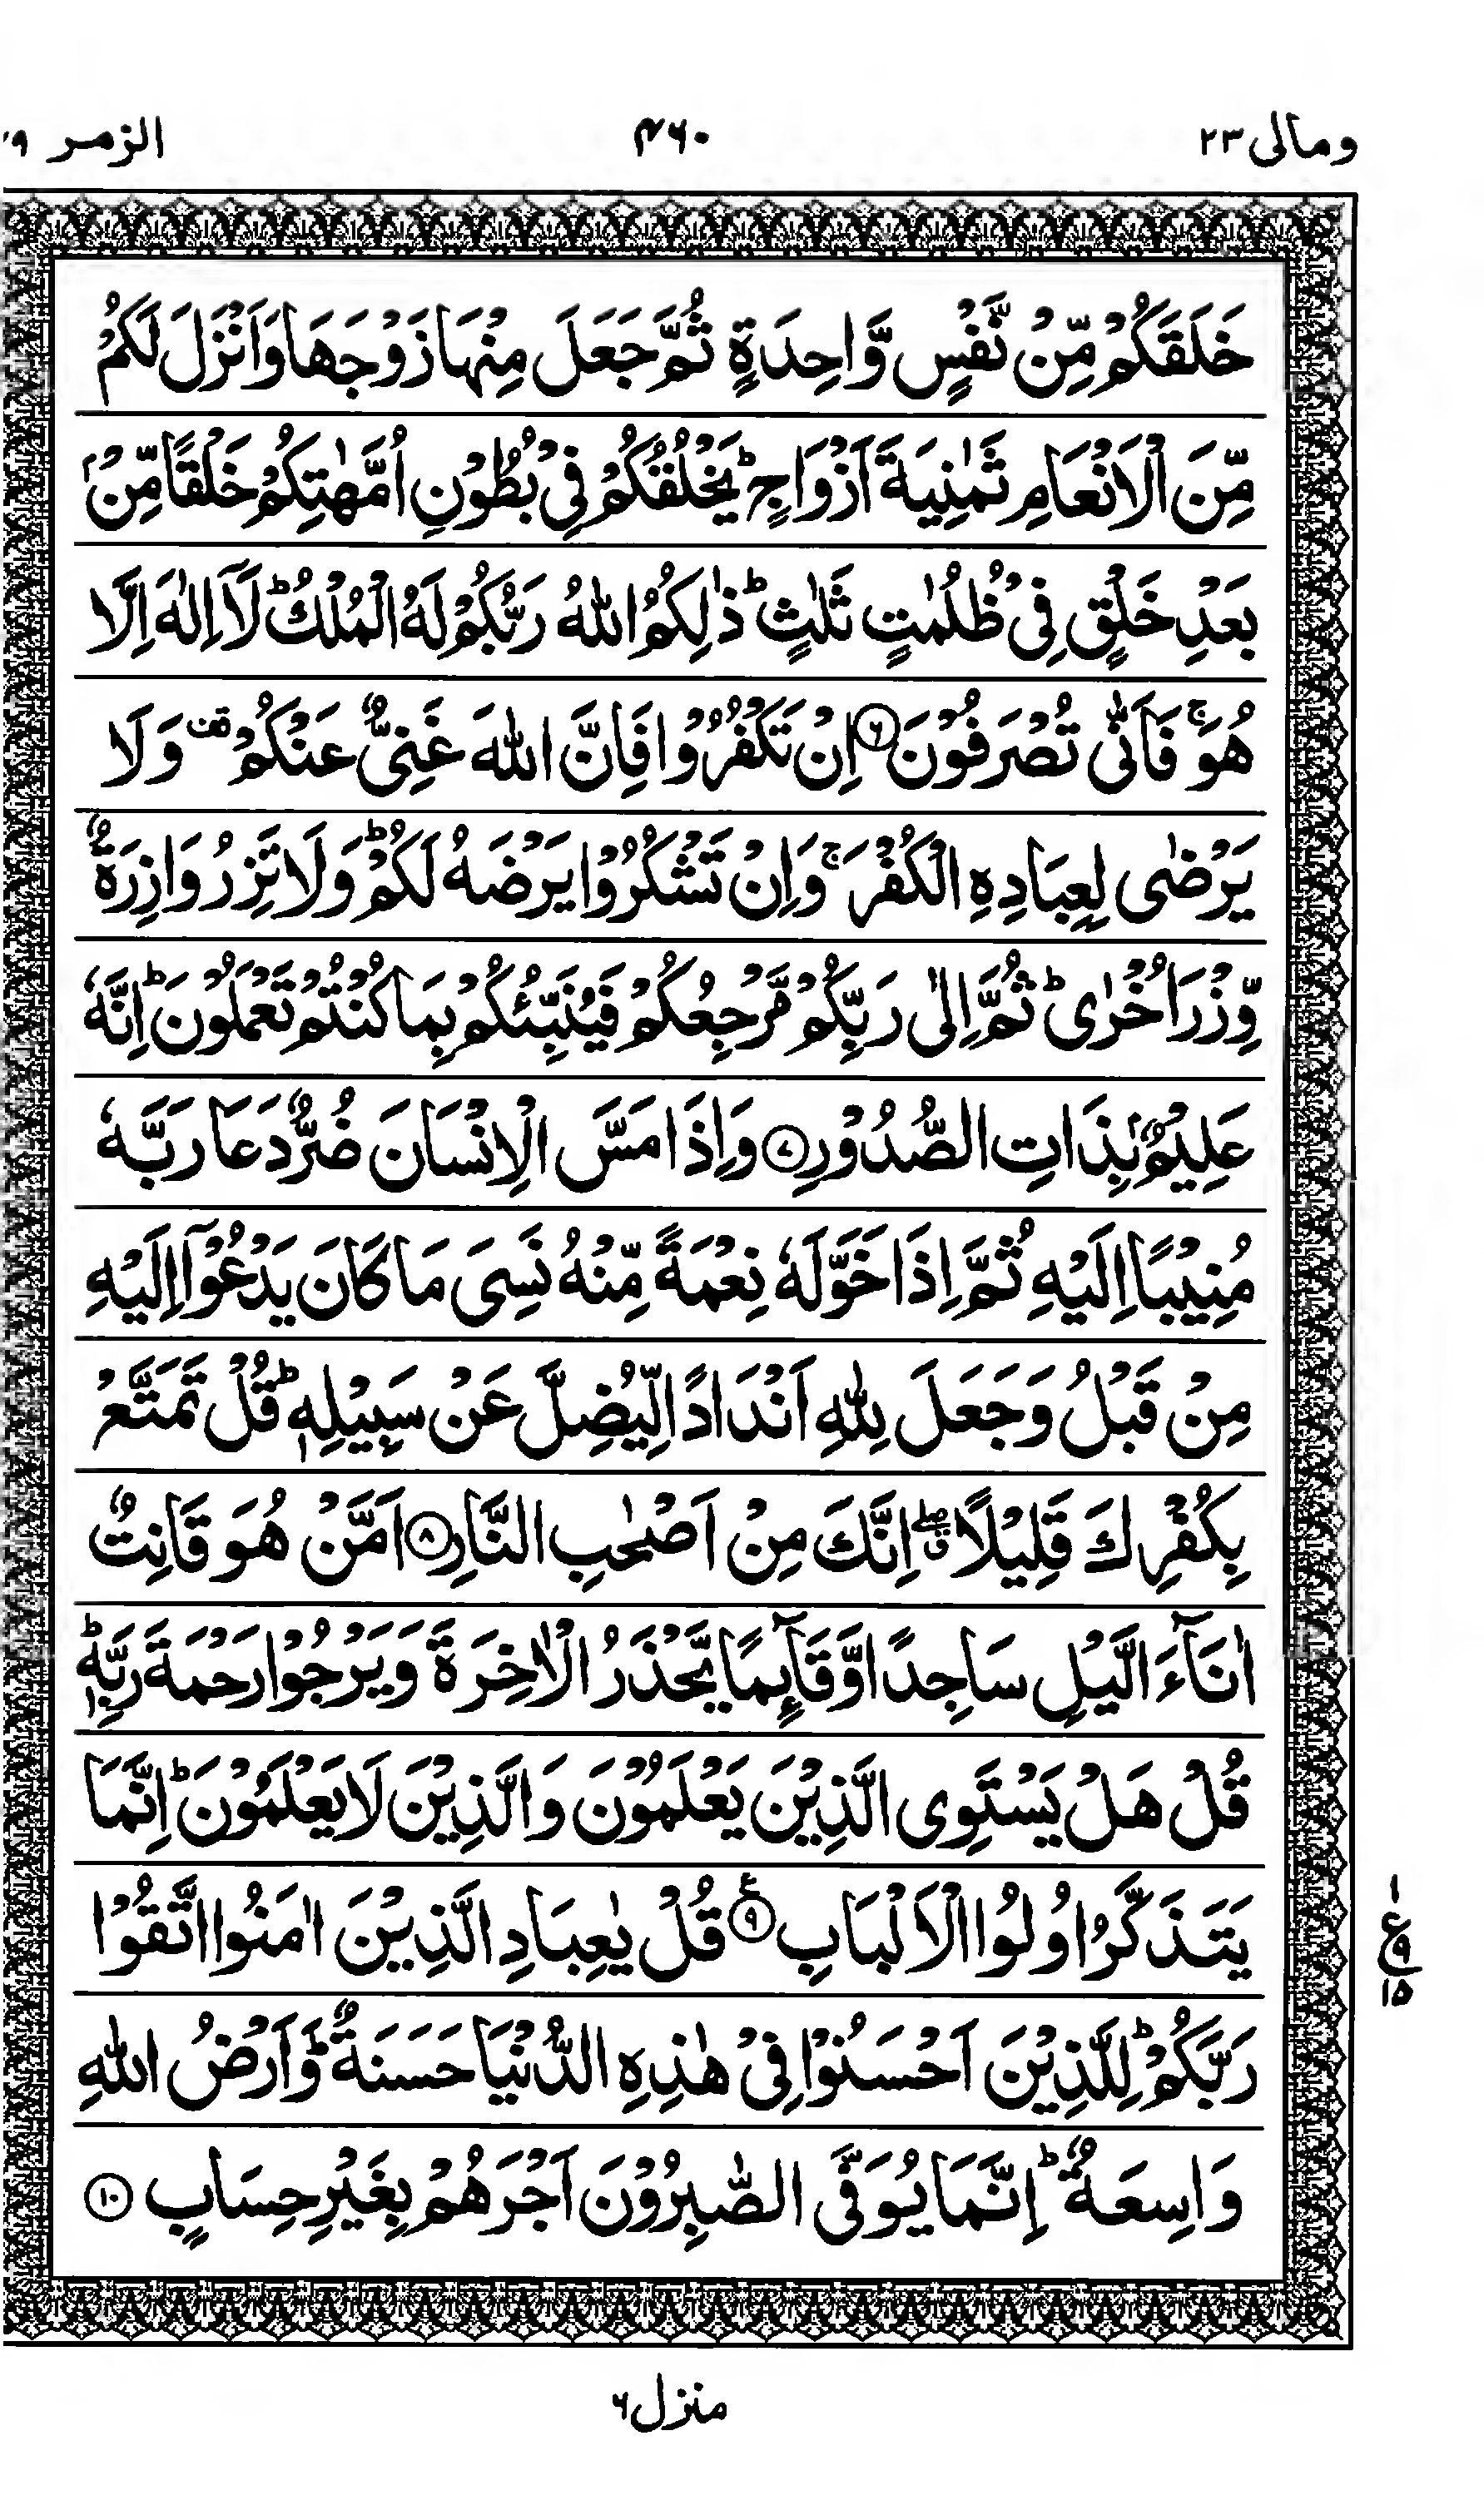 ومالی ۲۳ ۴۶۰ الزمر ۳۹
خَلَقَكُمْ مِّنْ نَّفْسٍ وَّاحِدَةٍ ثُمَّ جَعَلَ مِنْهَا زَوْجَهَا وَاَنْزَلَ لَكُمْ
مِّنَ الْاَنْعَامِ ثَمٰنِيَةَ اَزْوَاجٍ ؕ يَخْلُقُكُمْ فِيْ بُطُوْنِ اُمَّهٰتِكُمْ خَلْقًا مِّنْۢ
بَعْدِ خَلْقٍ فِيْ ظُلُمٰتٍ ثَلٰثٍ ؕ ذٰلِكُمُ اللّٰهُ رَبُّكُمْ لَهُ الْمُلْكُ ؕ لَاۤ اِلٰهَ اِلَّا
هُوَ ۚ فَاَنّٰى تُصْرَفُوْنَ ۝۶ اِنْ تَكْفُرُوْا فَاِنَّ اللّٰهَ غَنِيٌّ عَنْكُمْ ۫ وَلَا
يَرْضٰى لِعِبَادِهِ الْكُفْرَ ۚ وَاِنْ تَشْكُرُوْا يَرْضَهُ لَكُمْ ؕ وَلَا تَزِرُ وَازِرَةٌ
وِّزْرَ اُخْرٰى ؕ ثُمَّ اِلٰى رَبِّكُمْ مَّرْجِعُكُمْ فَيُنَبِّئُكُمْ بِمَا كُنْتُمْ تَعْمَلُوْنَ ؕ اِنَّهٗ
عَلِيْمٌۢ بِذَاتِ الصُّدُوْرِ ۝۷ وَاِذَا مَسَّ الْاِنْسَانَ ضُرٌّ دَعَا رَبَّهٗ
مُنِيْبًا اِلَيْهِ ثُمَّ اِذَا خَوَّلَهٗ نِعْمَةً مِّنْهُ نَسِيَ مَا كَانَ يَدْعُوْۤا اِلَيْهِ
مِنْ قَبْلُ وَجَعَلَ لِلّٰهِ اَنْدَادًا لِّيُضِلَّ عَنْ سَبِيْلِهٖ ؕ قُلْ تَمَتَّعْ
بِكُفْرِكَ قَلِيْلًا ۖۗ اِنَّكَ مِنْ اَصْحٰبِ النَّارِ ۝۸ اَمَّنْ هُوَ قَانِتٌ
اٰنَآءَ الَّيْلِ سَاجِدًا وَّقَآئِمًا يَّحْذَرُ الْاٰخِرَةَ وَيَرْجُوْا رَحْمَةَ رَبِّهٖ ؕ
قُلْ هَلْ يَسْتَوِى الَّذِيْنَ يَعْلَمُوْنَ وَالَّذِيْنَ لَا يَعْلَمُوْنَ ؕ اِنَّمَا
يَتَذَكَّرُ اُولُوا الْاَلْبَابِ ۝۹ ع قُلْ يٰعِبَادِ الَّذِيْنَ اٰمَنُوا اتَّقُوْا
رَبَّكُمْ ؕ لِلَّذِيْنَ اَحْسَنُوْا فِيْ هٰذِهِ الدُّنْيَا حَسَنَةٌ ؕ وَاَرْضُ اللّٰهِ
وَاسِعَةٌ ؕ اِنَّمَا يُوَفَّى الصّٰبِرُوْنَ اَجْرَهُمْ بِغَيْرِ حِسَابٍ ۝۱۰
۱
ع ۹
۱۵
منزل ۶